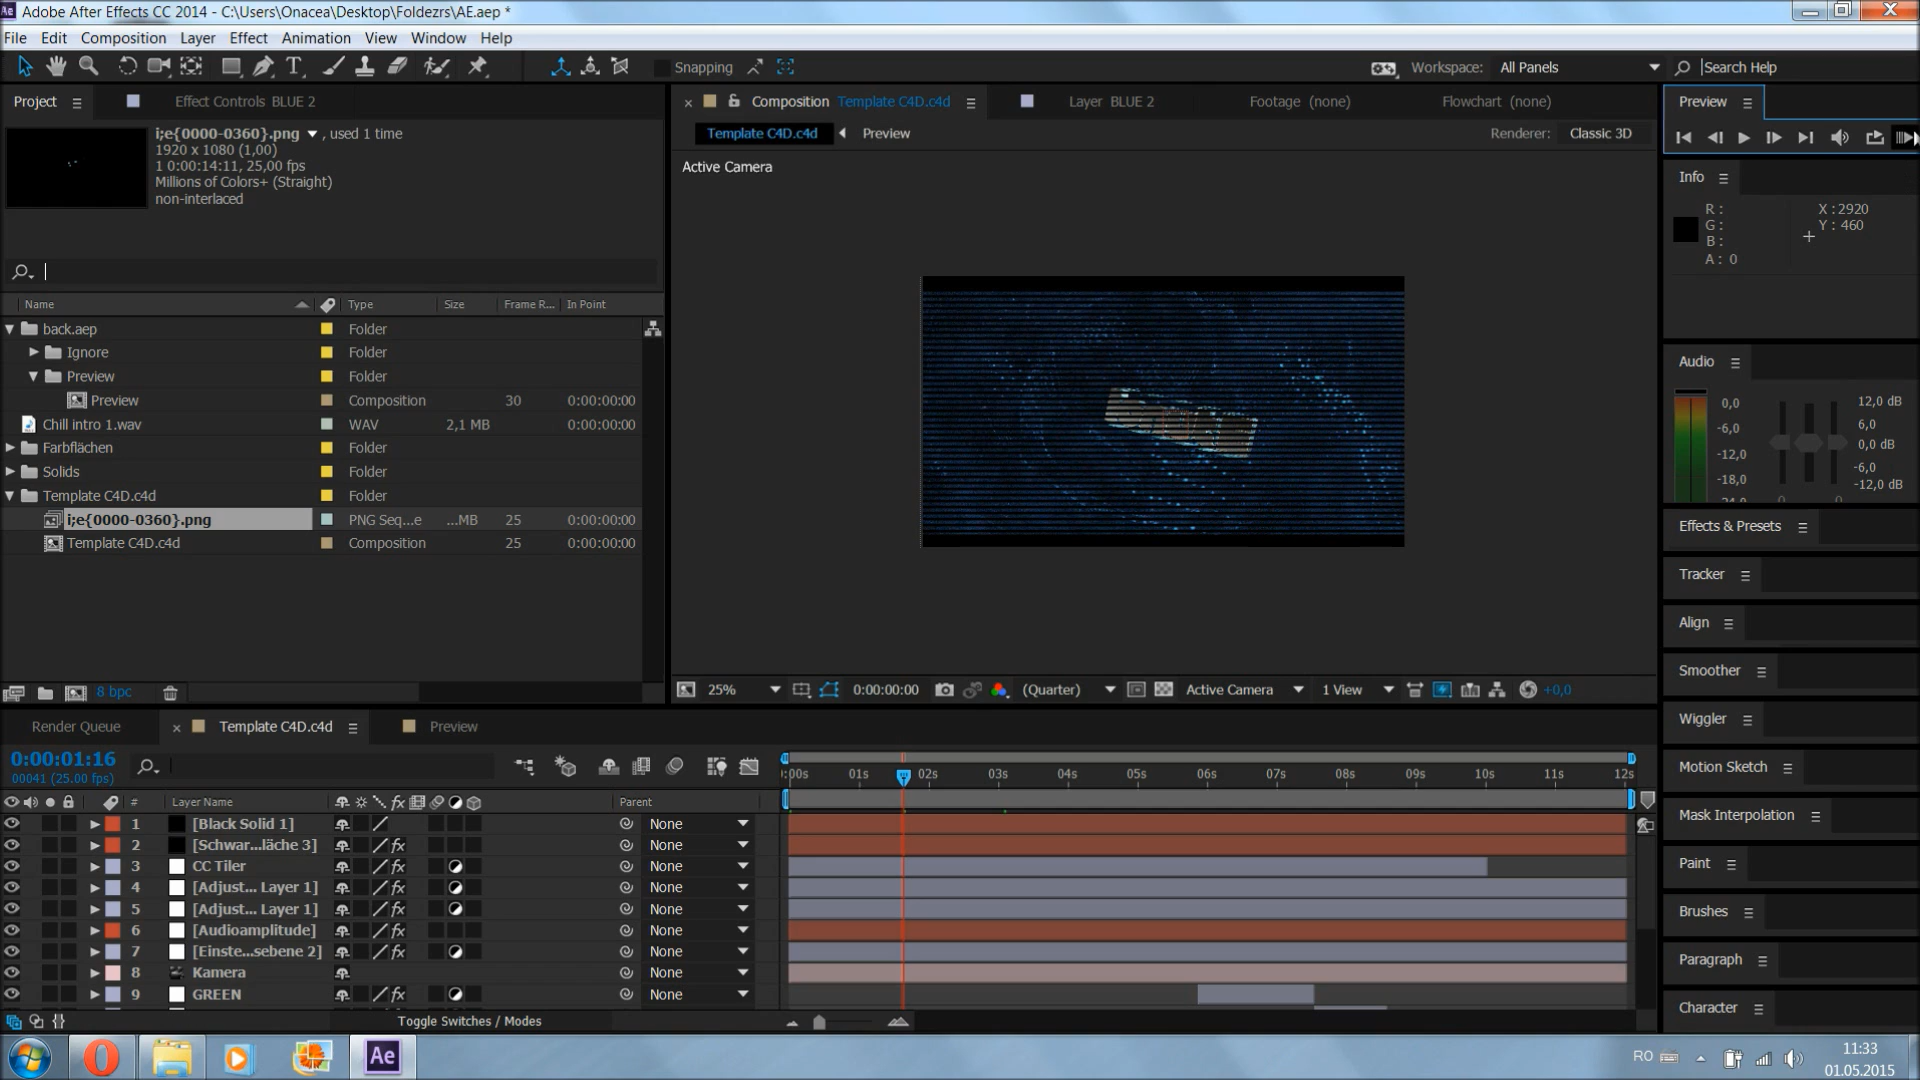 Adobe After Effects CC 2014 - C:\Users\Onacea\Desktop\Foldezrs\AE.aep *
File Edit Composition Layer Effect Animation View Window Help
Snapping Workspace: All Panels Search Help
Project Effect Controls BLUE 2
i;e{0000-0360}.png , used 1 time
1920 x 1080 (1,00)
1 0:00:14:11, 25,00 fps
Millions of Colors+ (Straight)
non-interlaced
Name Type Size Frame R... In Point
back.aep Folder
Ignore Folder
Preview Folder
Preview Composition 30 0:00:00:00
Chill intro 1.wav WAV 2,1 MB
Farbflächen Folder
Solids Folder
Template C4D.c4d Folder
i;e{0000-0360}.png PNG Seq...e ...MB 25 0:00:00:00
Template C4D.c4d Composition 25 0:00:00:00
8 bpc
Composition Template C4D.c4d Layer BLUE 2 Footage (none) Flowchart (none)
Template C4D.c4d Preview Renderer: Classic 3D
Active Camera
25% 0:00:00:00 (Quarter) Active Camera 1 View +0,0
Preview
Info
R : X : 2920
G : Y : 460
B :
A : 0
Audio
0,0 12,0 dB
-6,0 6,0
-12,0 0,0 dB
-18,0 -6,0
-12,0 dB
Effects & Presets
Tracker
Align
Smoother
Wiggler
Motion Sketch
Mask Interpolation
Paint
Brushes
Paragraph
Character
Render Queue Template C4D.c4d Preview
0:00:01:16
00041 (25.00 fps)
:00s 01s 02s 03s 04s 05s 06s 07s 08s 09s 10s 11s 12s
# Layer Name fx Parent
1 [Black Solid 1] None
2 [Schwar...läche 3] fx None
3 CC Tiler fx None
4 [Adjust... Layer 1] fx None
5 [Adjust... Layer 1] fx None
6 [Audioamplitude] fx None
7 [Einste...sebene 2] fx None
8 Kamera None
9 GREEN fx None
Toggle Switches / Modes
Ae RO 11:33
01.05.2015